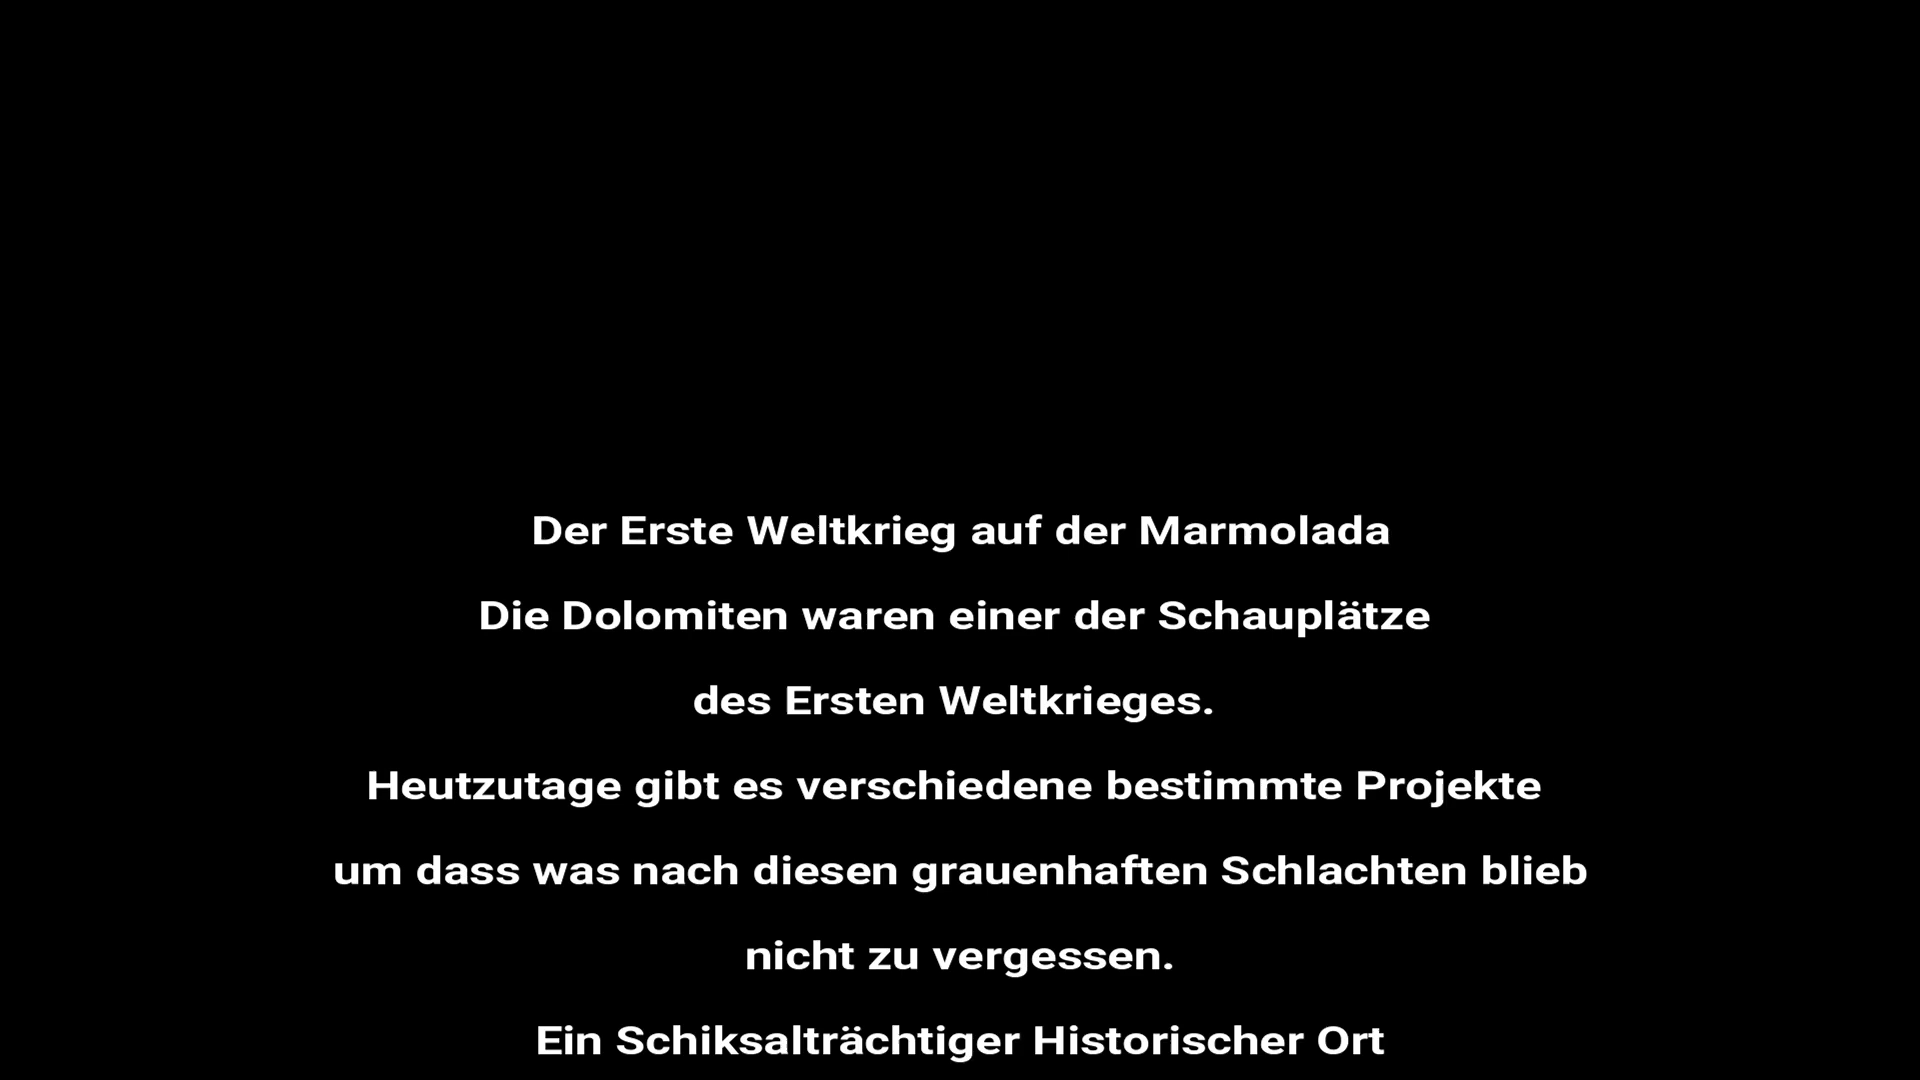 Der Erste Weltkrieg auf der Marmolada
Die Dolomiten waren einer der Schauplätze
des Ersten Weltkrieges.
Heutzutage gibt es verschiedene bestimmte Projekte
um dass was nach diesen grauenhaften Schlachten blieb
nicht zu vergessen.
Ein Schiksalträchtiger Historischer Ort